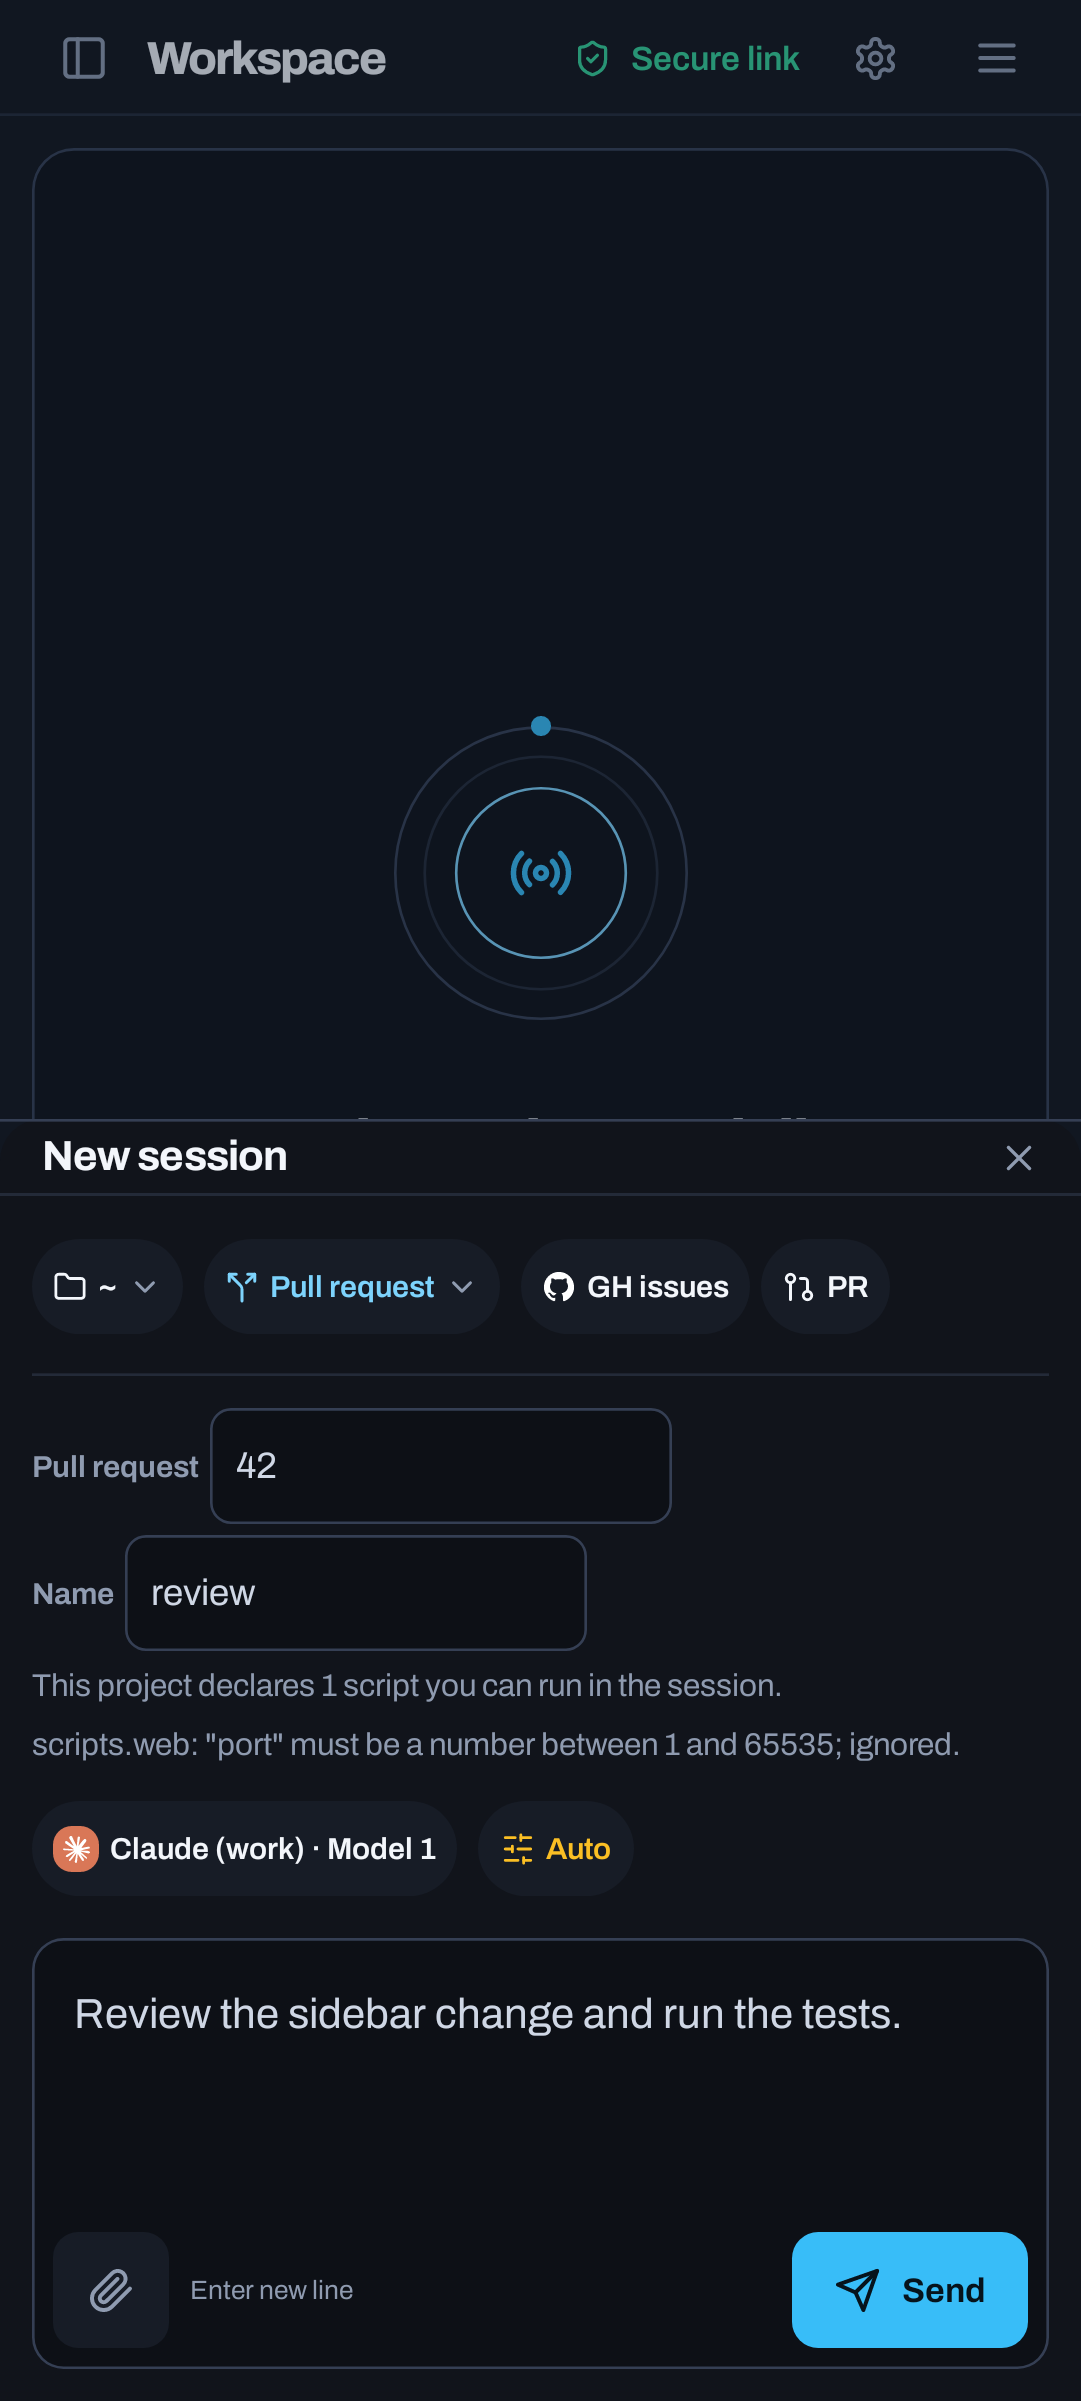 Workspace
Secure link
New session
~
Pull request
GH issues
PR
Pull request
42
Name
review
This project declares 1 script you can run in the session.
scripts.web: "port" must be a number between 1 and 65535; ignored.
Claude (work) · Model 1
Auto
Review the sidebar change and run the tests.
Enter new line
Send